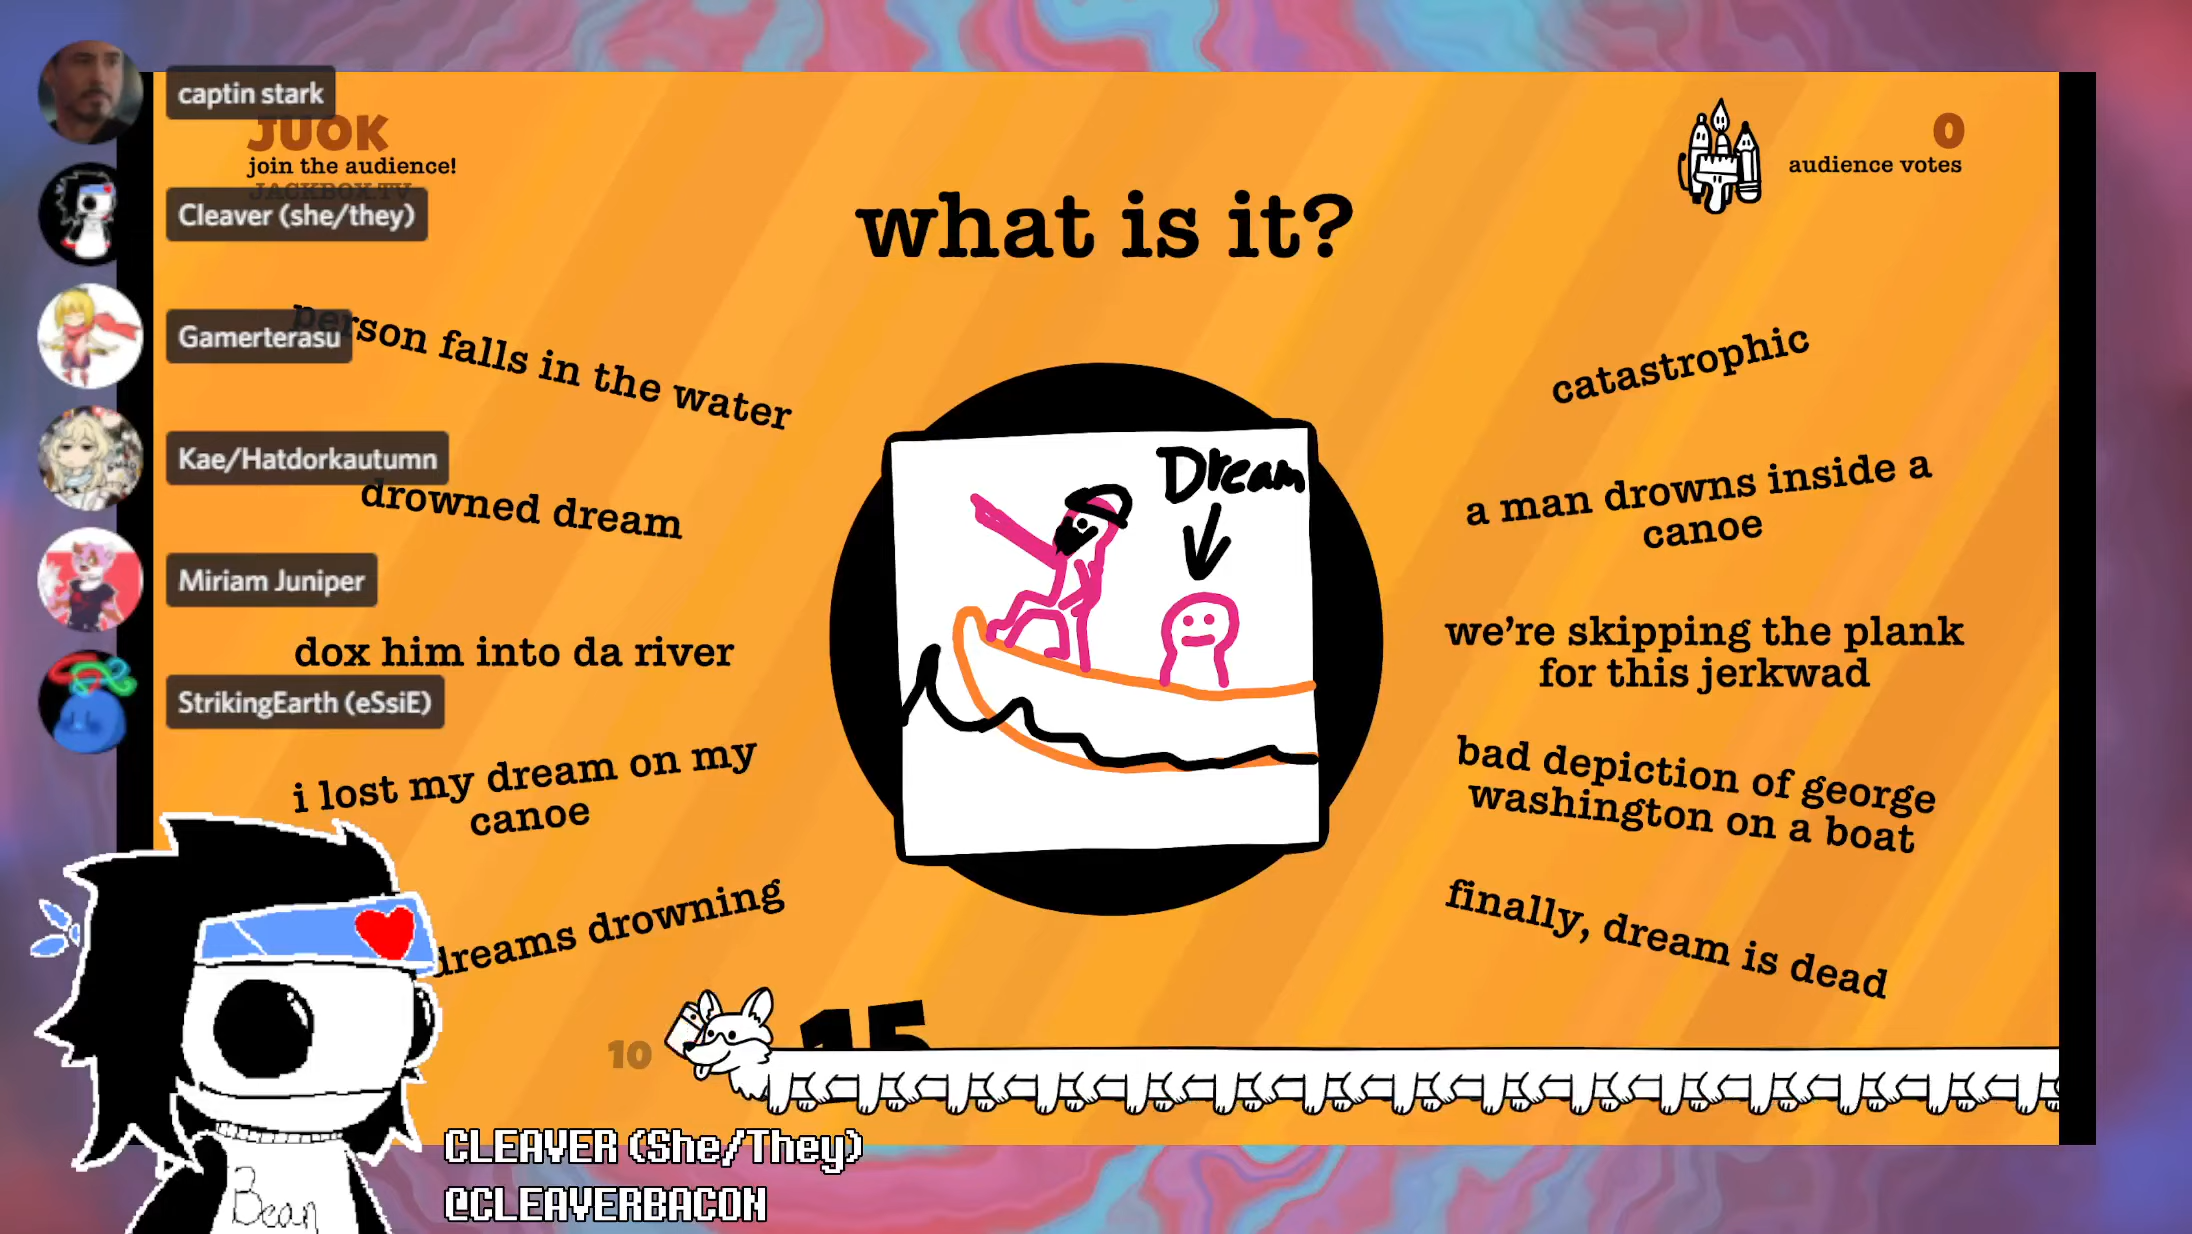 captin stark
JUOK
join the audience!
JACKBOX.TV
Cleaver (she/they)
0
audience votes
what is it?
Gamerterasu
person falls in the water
Kae/Hatdorkautumn
drowned dream
Miriam Juniper
dox him into da river
StrikingEarth (eSsiE)
i lost my dream on my
canoe
dreams drowning
Dream
catastrophic
a man drowns inside a
canoe
we're skipping the plank
for this jerkwad
bad depiction of george
washington on a boat
finally, dream is dead
10
15
Bean
CLEAVER (She/They)
@CLEAVERBACON